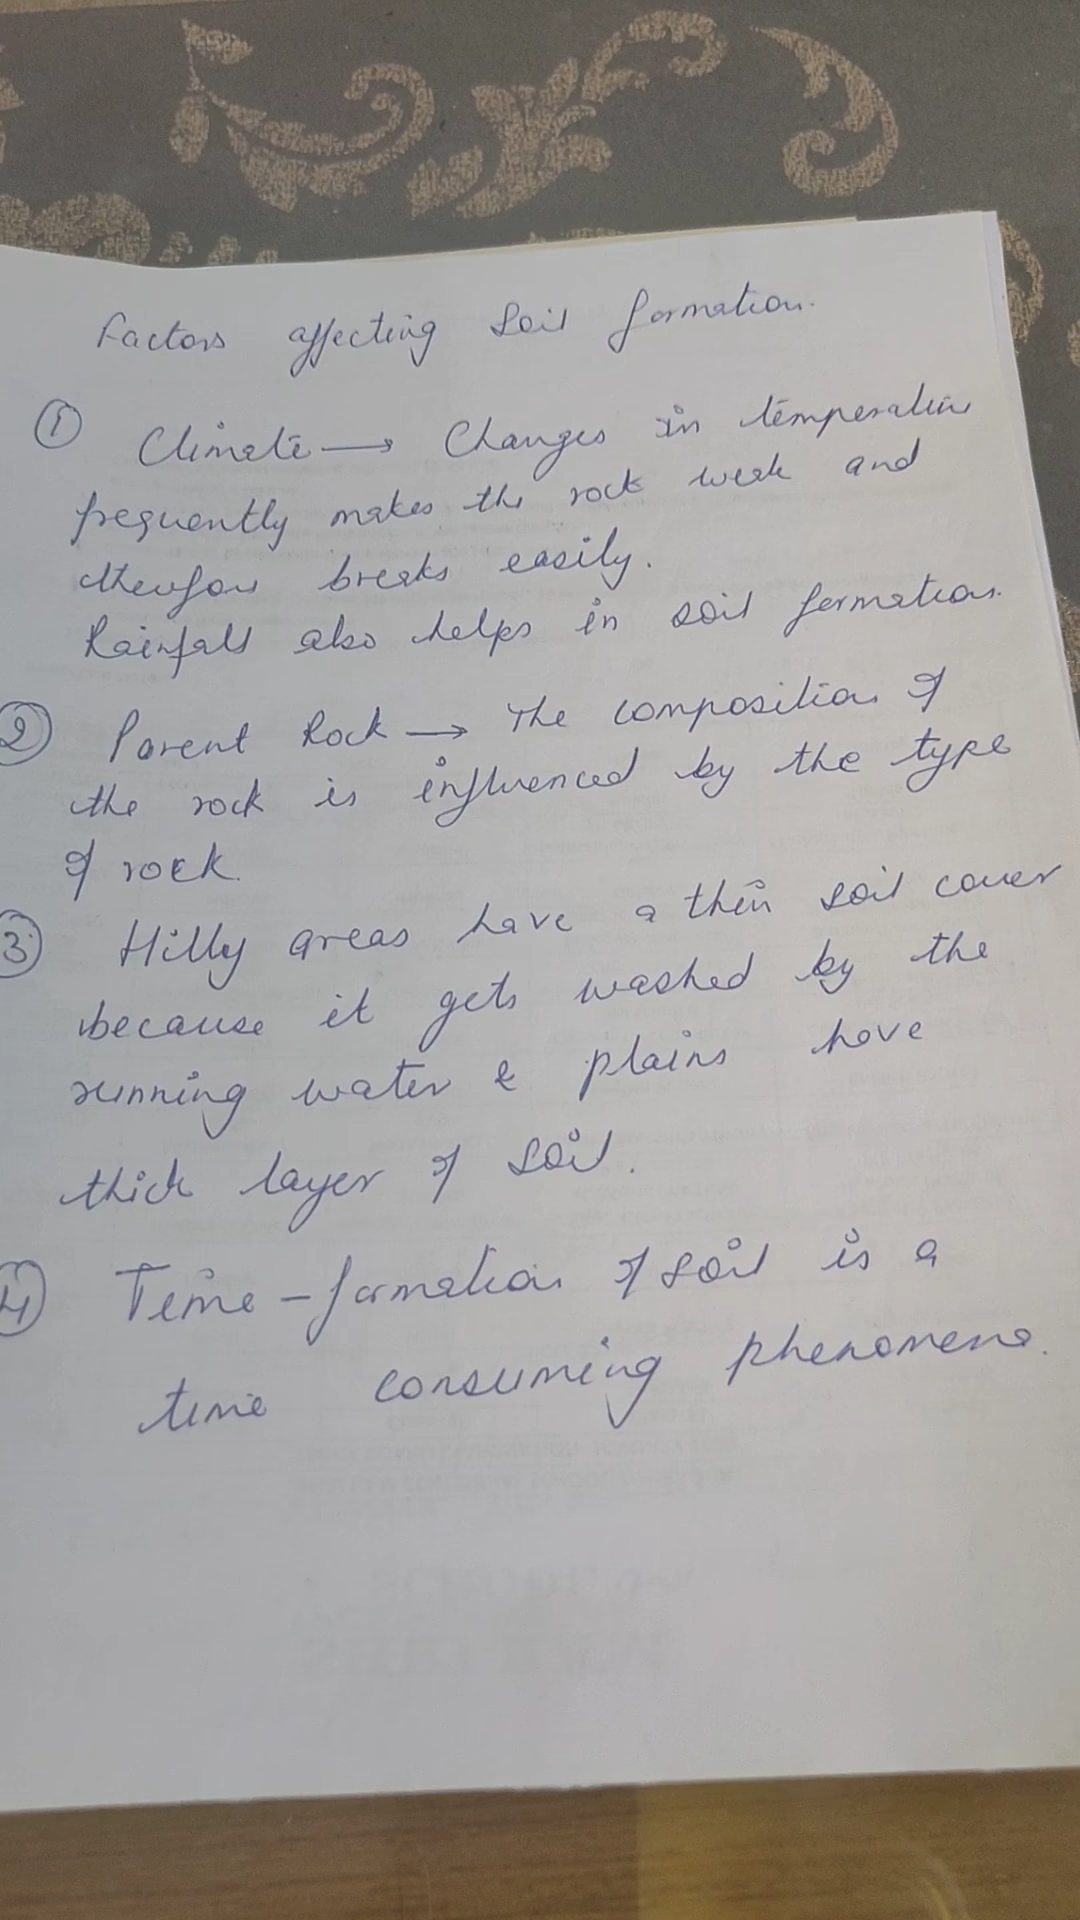 Factors affecting Soil formation.
① Climate → Changes in temperature
frequently makes the rock weak and
therefore breaks easily.
Rainfall also helps in soil formation.
② Parent Rock → The composition of
the rock is influenced by the type
of rock.
③ Hilly areas have a thin soil cover
because it gets washed by the
running water & plains have
thick layer of soil.
④ Time - formation of soil is a
time consuming phenomena.